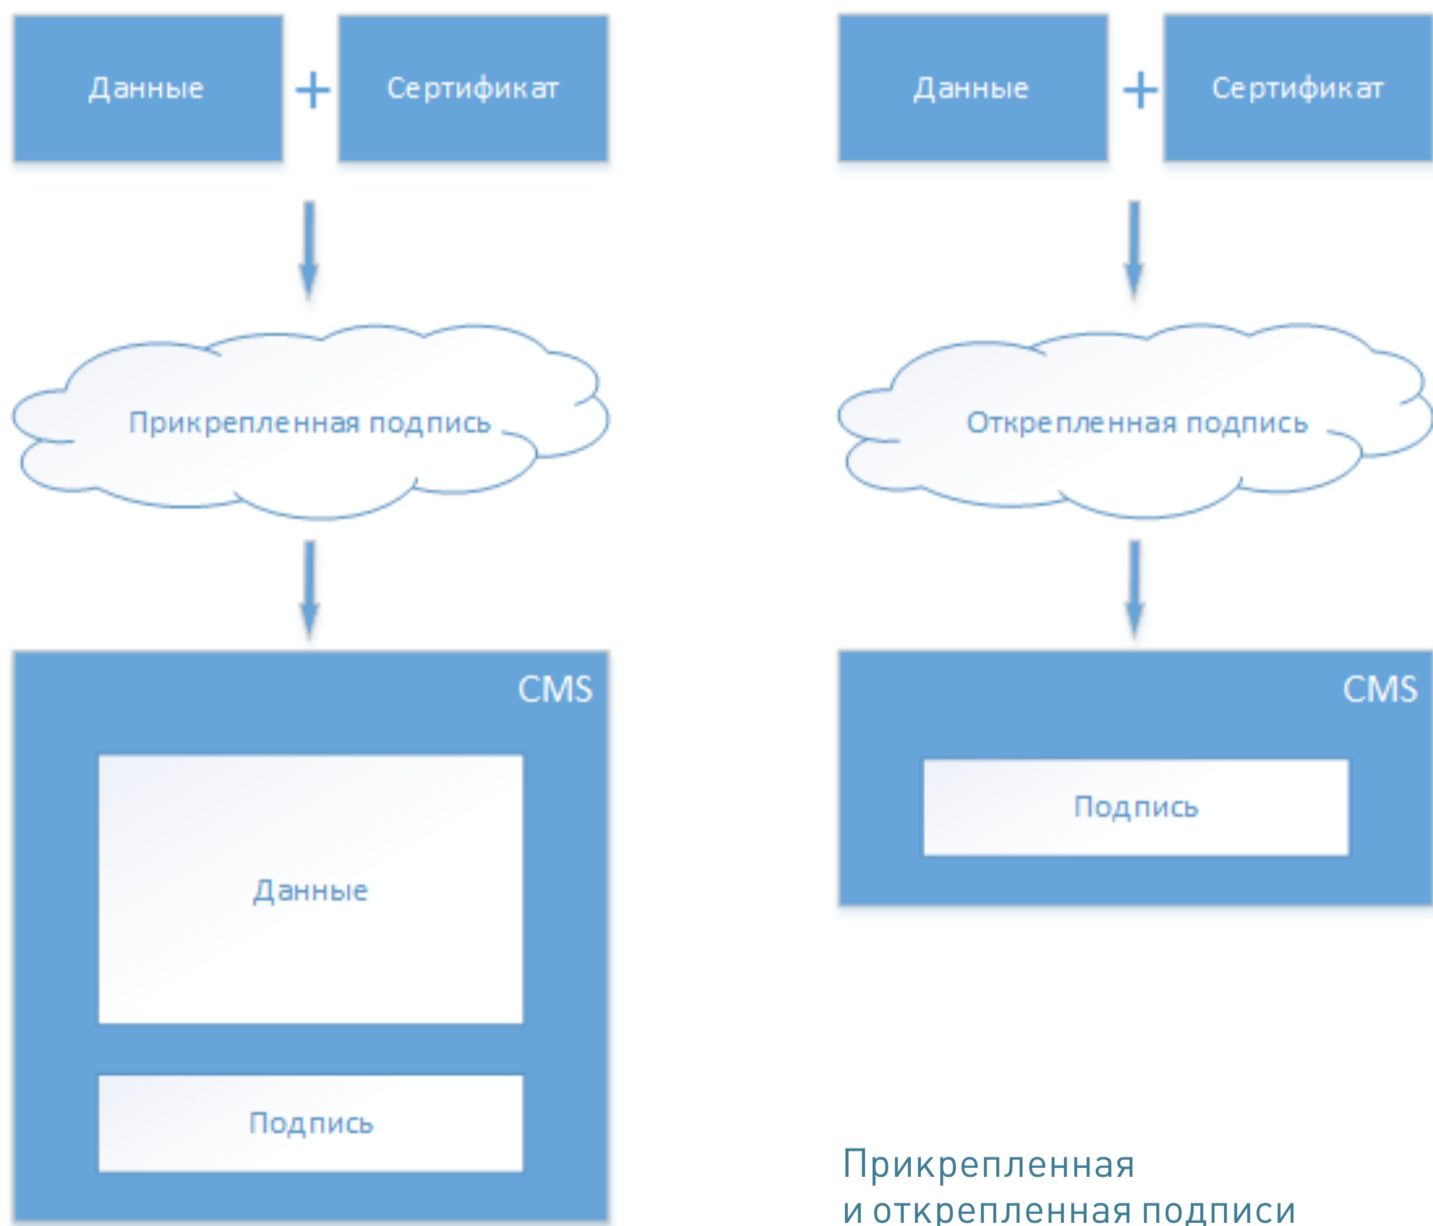 Данные + Сертификат
Данные + Сертификат
Прикрепленная подпись
Открепленная подпись
CMS
Данные
Подпись
CMS
Подпись
Прикрепленная
и открепленная подписи